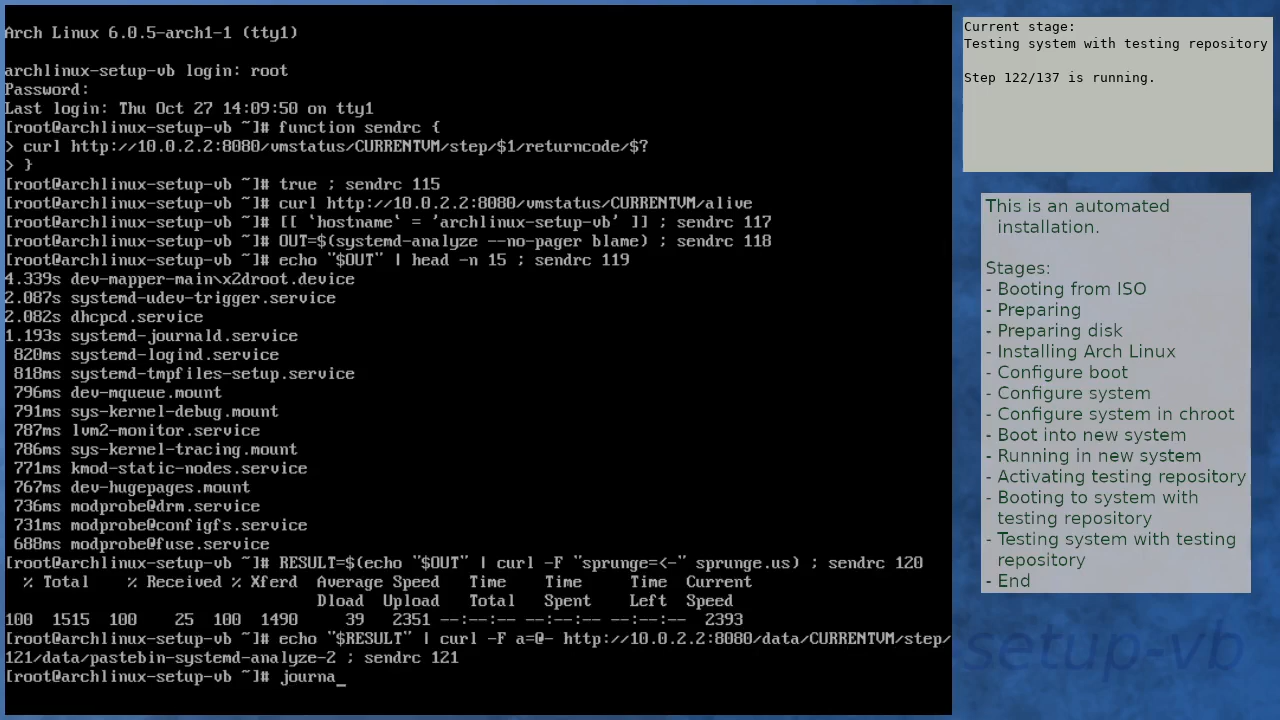 Arch Linux 6.0.5-arch1-1 (tty1)
archlinux-setup-vb login: root
Password:
Last login: Thu Oct 27 14:09:50 on tty1
[root@archlinux-setup-vb ~]# function sendrc {
> curl http://10.0.2.2:8080/vmstatus/CURRENTVM/step/$1/returncode/$?
> }
[root@archlinux-setup-vb ~]# true ; sendrc 115
[root@archlinux-setup-vb ~]# curl http://10.0.2.2:8080/vmstatus/CURRENTVM/alive
[root@archlinux-setup-vb ~]# [[ `hostname` = 'archlinux-setup-vb' ]] ; sendrc 117
[root@archlinux-setup-vb ~]# OUT=$(systemd-analyze --no-pager blame) ; sendrc 118
[root@archlinux-setup-vb ~]# echo "$OUT" | head -n 15 ; sendrc 119
4.339s dev-mapper-main\x2droot.device
2.087s systemd-udev-trigger.service
2.082s dhcpcd.service
1.193s systemd-journald.service
820ms systemd-logind.service
818ms systemd-tmpfiles-setup.service
796ms dev-mqueue.mount
791ms sys-kernel-debug.mount
787ms lvm2-monitor.service
786ms sys-kernel-tracing.mount
771ms kmod-static-nodes.service
767ms dev-hugepages.mount
736ms modprobe@drm.service
731ms modprobe@configfs.service
688ms modprobe@fuse.service
[root@archlinux-setup-vb ~]# RESULT=$(echo "$OUT" | curl -F "sprunge=<-" sprunge.us) ; sendrc 120
% Total % Received % Xferd Average Speed Time Time Time Current
Dload Upload Total Spent Left Speed
100 1515 100 25 100 1490 39 2351 --:--:-- --:--:-- --:--:-- 2393
[root@archlinux-setup-vb ~]# echo "$RESULT" | curl -F a=@- http://10.0.2.2:8080/data/CURRENTVM/step/
121/data/pastebin-systemd-analyze-2 ; sendrc 121
[root@archlinux-setup-vb ~]# journa_
Current stage:
Testing system with testing repository
Step 122/137 is running.
This is an automated
installation.
Stages:
- Booting from ISO
- Preparing
- Preparing disk
- Installing Arch Linux
- Configure boot
- Configure system
- Configure system in chroot
- Boot into new system
- Running in new system
- Activating testing repository
- Booting to system with
testing repository
- Testing system with testing
repository
- End
setup-vb